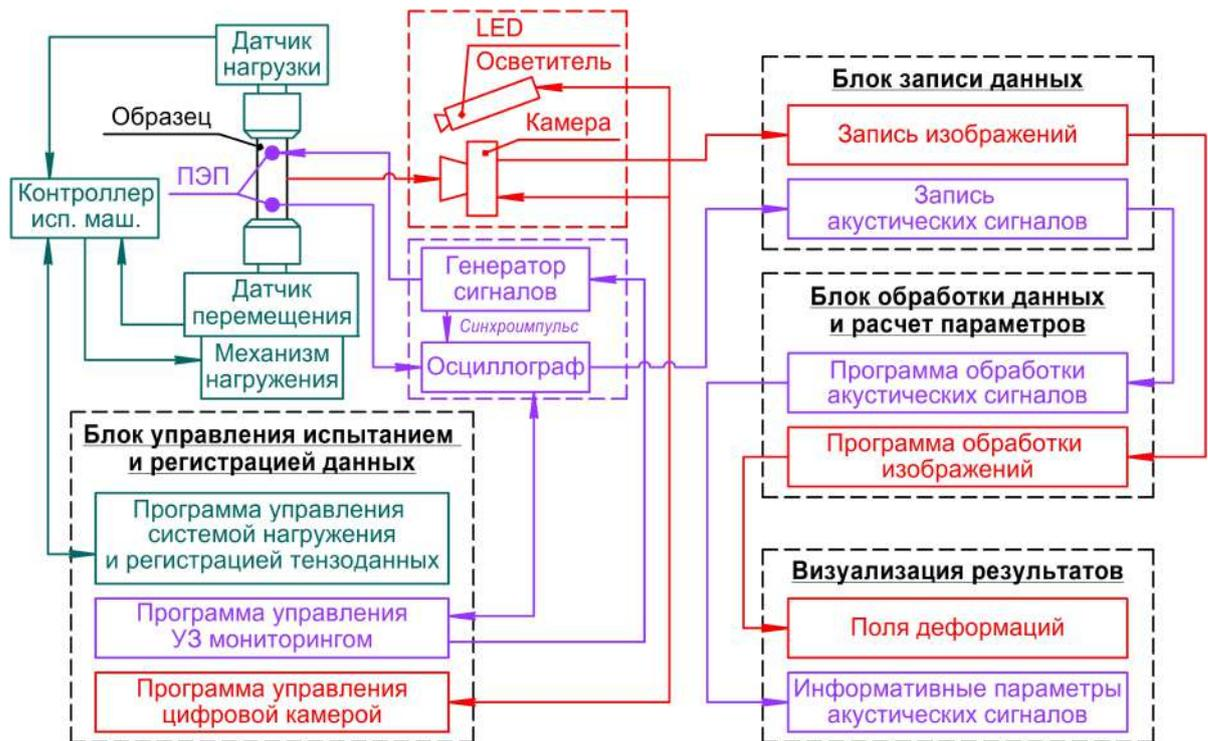 Датчик
нагрузки
Образец
ПЭП
Контроллер
исп. маш.
Датчик
перемещения
Механизм
нагружения
LED
Осветитель
Камера
Генератор
сигналов
Синхроимпульс
Осциллограф
Блок управления испытанием
и регистрацией данных
Программа управления
системой нагружения
и регистрацией тензоданных
Программа управления
УЗ мониторингом
Программа управления
цифровой камерой
Блок записи данных
Запись изображений
Запись
акустических сигналов
Блок обработки данных
и расчет параметров
Программа обработки
акустических сигналов
Программа обработки
изображений
Визуализация результатов
Поля деформаций
Информативные параметры
акустических сигналов